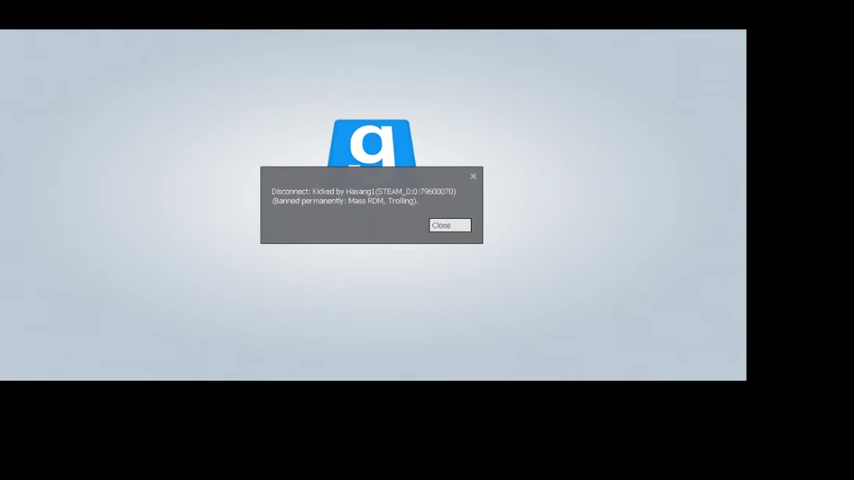 g
Disconnect: Kicked by Hasang1(STEAM_0:0:79600070)
(Banned permanently: Mass RDM, Trolling).
Close